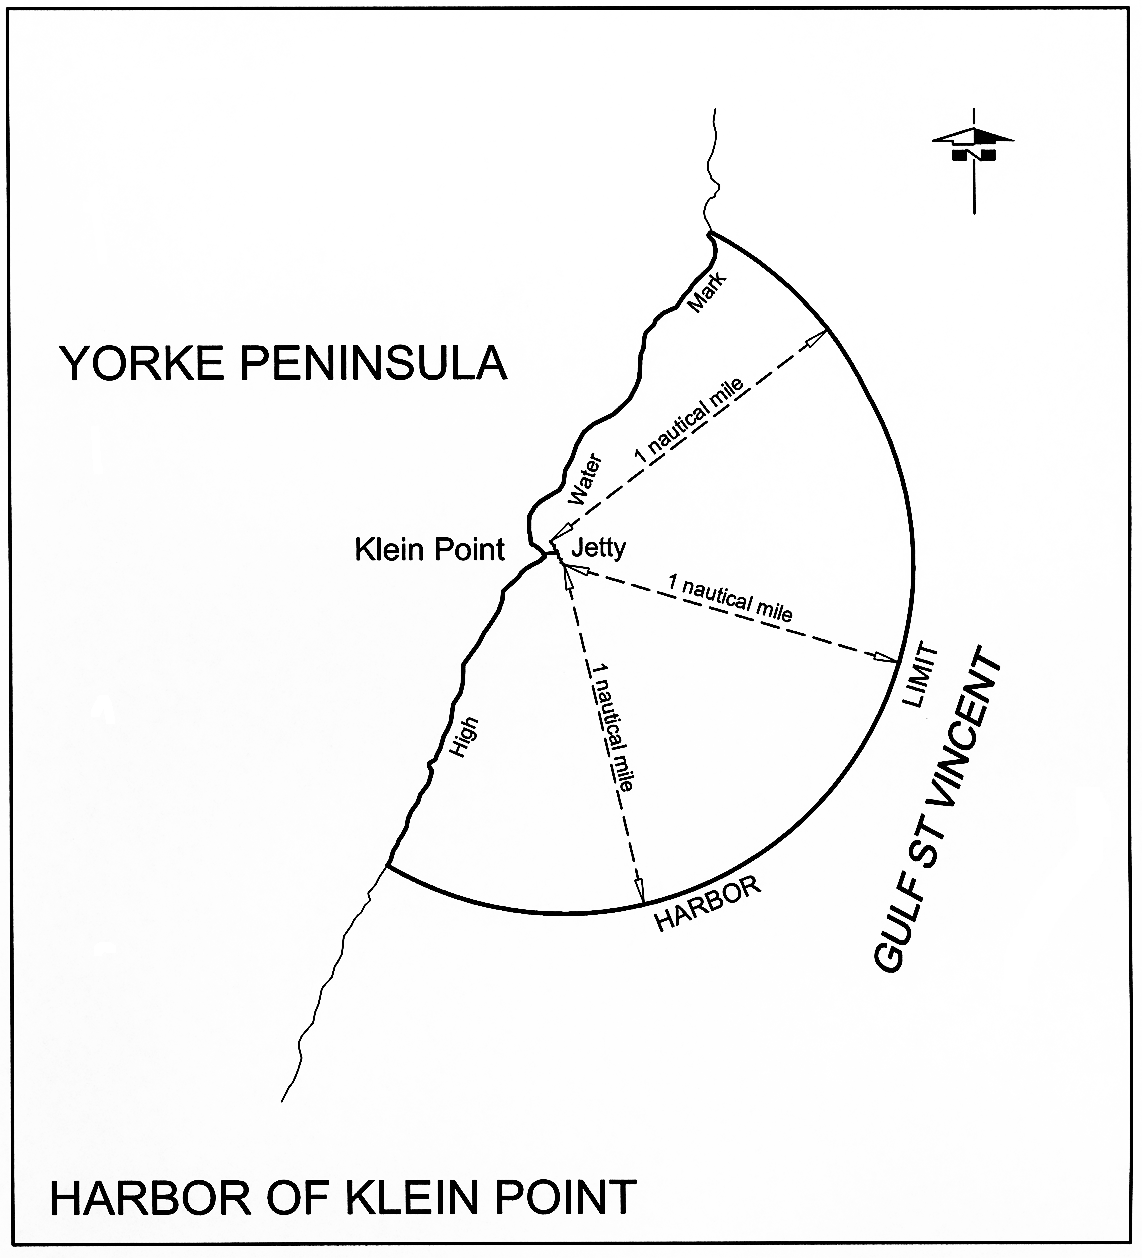 N
Mark
YORKE PENINSULA
1 nautical mile
Water
Klein Point
Jetty
1 nautical mile
LIMIT
1 nautical mile
High
GULF ST VINCENT
HARBOR
HARBOR OF KLEIN POINT